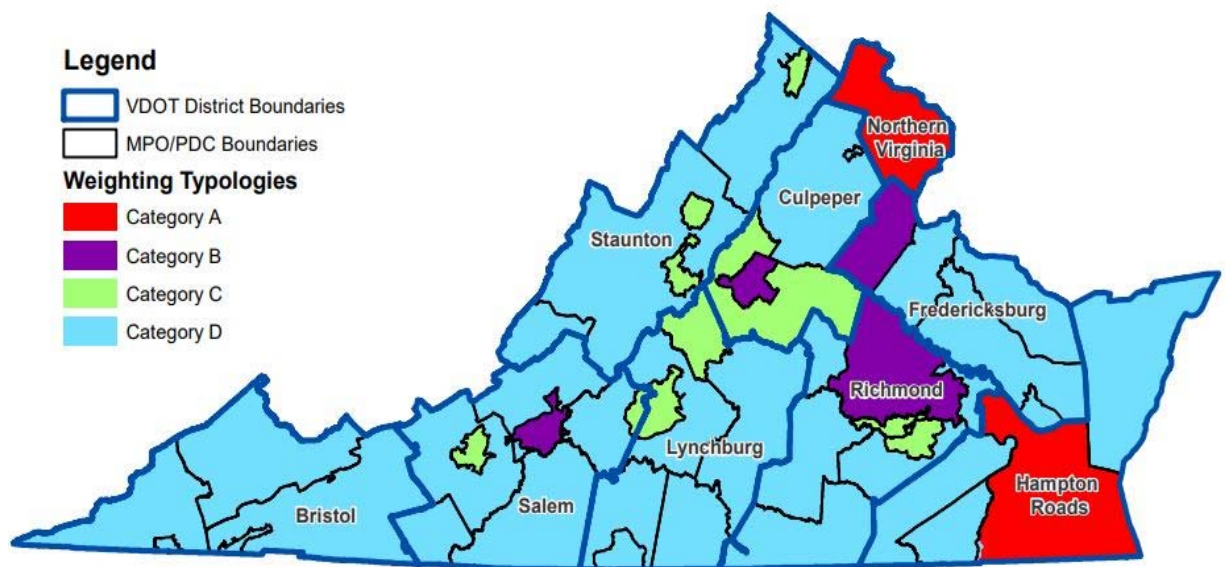 Legend
VDOT District Boundaries
MPO/PDC Boundaries
Weighting Typologies
Category A
Category B
Category C
Category D
Northern
Virginia
Culpeper
Staunton
Fredericksburg
Richmond
Lynchburg
Hampton
Roads
Salem
Bristol